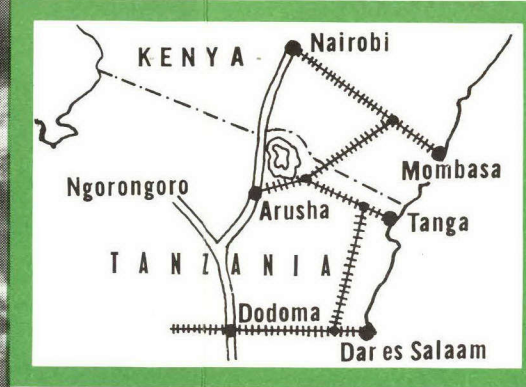 KENYA
Nairobi
Mombasa
Ngorongoro
Arusha
Tanga
TANZANIA
Dodoma
Dar es Salaam